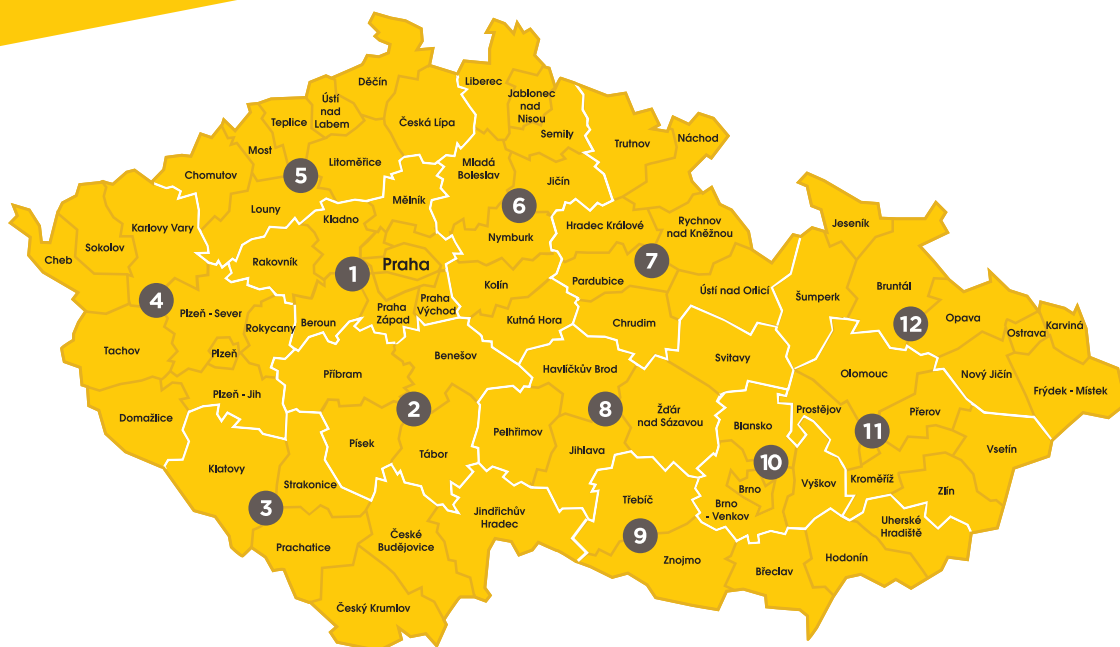 Děčín
Liberec
Ústí
nad
Labem
Jablonec
nad
Nisou
Teplice
Česká Lípa
Semily
Trutnov
Náchod
Most
Litoměřice
Mladá
Boleslav
Chomutov
5
Jičín
Mělník
6
Louny
Kladno
Karlovy Vary
Hradec Králové
Rychnov
nad Kněžnou
Jeseník
Sokolov
Nymburk
Cheb
Rakovník
1
Praha
7
Kolín
Pardubice
Ústí nad Orlicí
Šumperk
Bruntál
4
Plzeň - Sever
Rokycany
Beroun
Praha
Západ
Praha
Východ
Kutná Hora
Chrudim
12
Opava
Ostrava
Karviná
Tachov
Plzeň
Benešov
Svitavy
Příbram
Havlíčkův Brod
Olomouc
Nový Jičín
Frýdek - Místek
Plzeň - Jih
Domažlice
2
8
Žďár
nad Sázavou
Prostějov
Přerov
Blansko
11
Písek
Tábor
Pelhřimov
Jihlava
Vsetín
Klatovy
Strakonice
10
Brno
Vyškov
Kroměříž
Zlín
3
Jindřichův
Hradec
Třebíč
Brno
- Venkov
Uherské
Hradiště
České
Budějovice
9
Prachatice
Znojmo
Břeclav
Hodonín
Český Krumlov